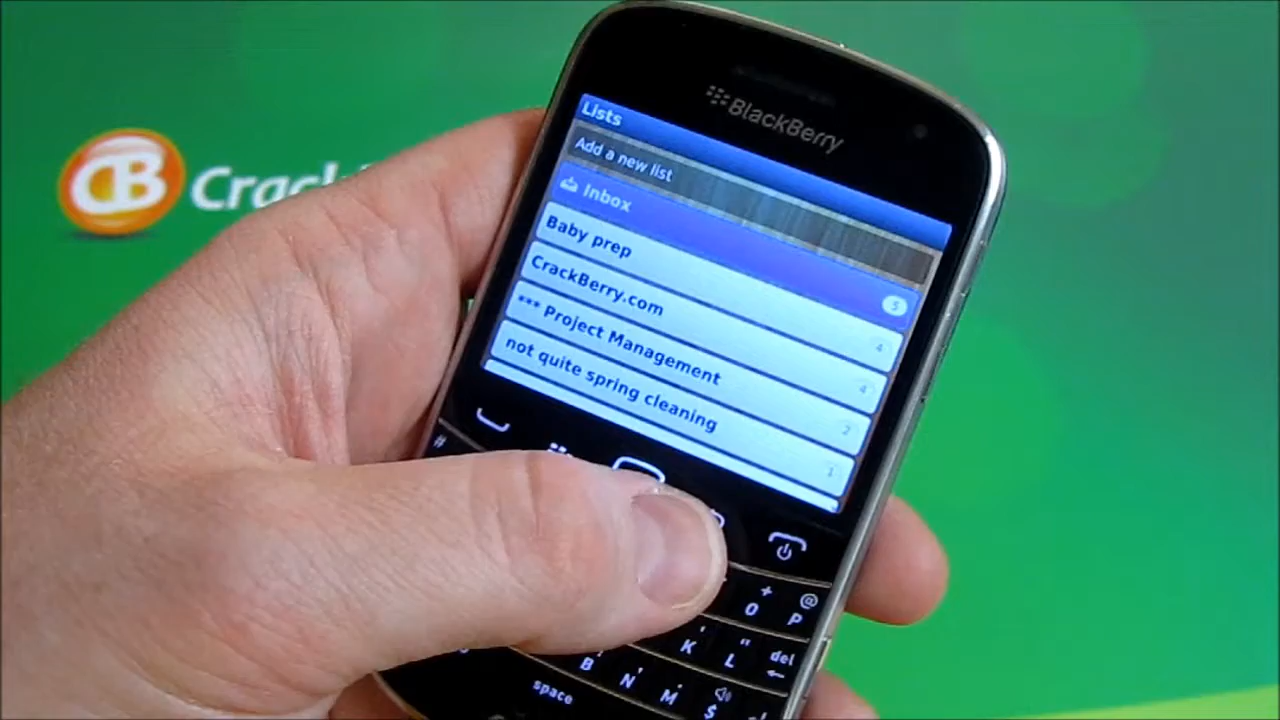 CB Crack
BlackBerry
Lists
Add a new list
Inbox 5
Baby prep 4
CrackBerry.com 4
*** Project Management 2
not quite spring cleaning 1
#
+ @
O P
' "
K L del
! , .
B N M $
space